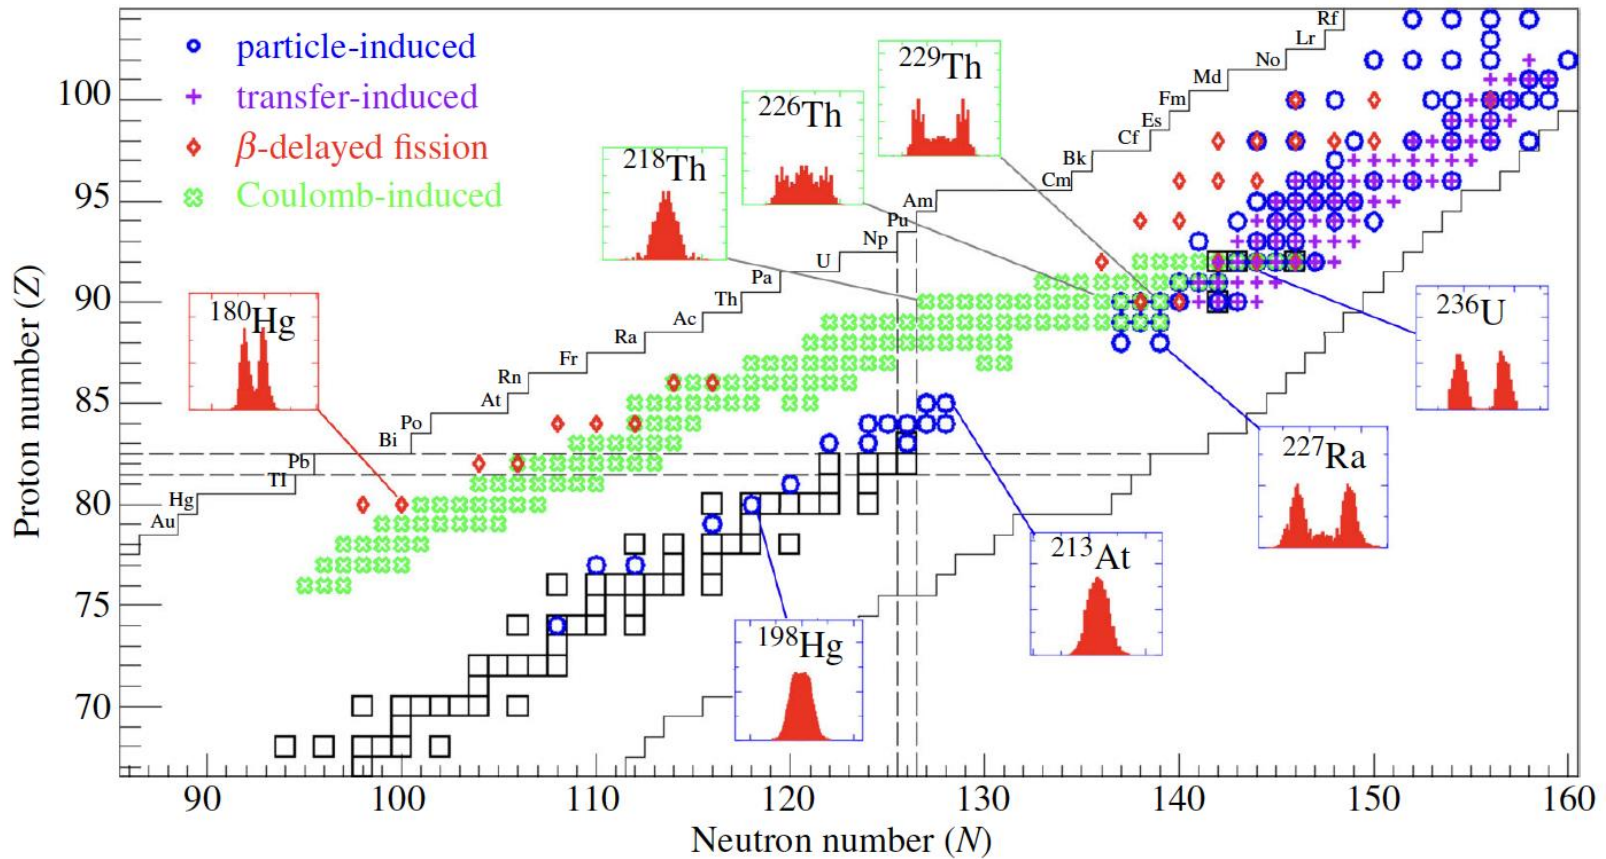 particle-induced
transfer-induced
β-delayed fission
Coulomb-induced
Proton number (Z)
100
95
90
85
80
75
70
90
100
110
120
130
140
150
160
Neutron number (N)
Au
Hg
Tl
Pb
Bi
Po
At
Rn
Fr
Ra
Ac
Th
Pa
U
Np
Pu
Am
Cm
Bk
Cf
Es
Fm
Md
No
Lr
Rf
180Hg
218Th
226Th
229Th
236U
227Ra
213At
198Hg